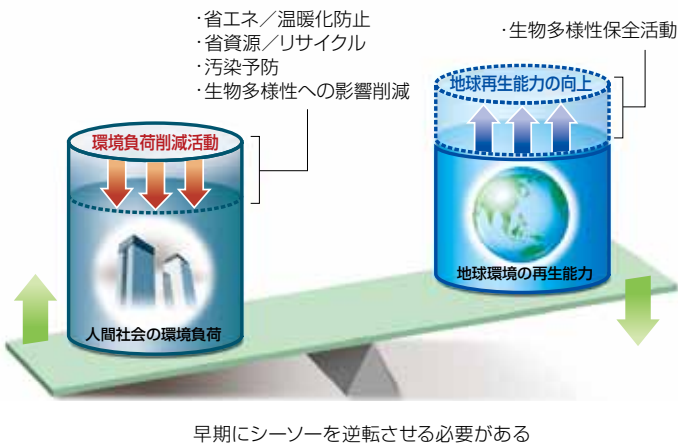 ・省エネ／温暖化防止
・省資源／リサイクル
・汚染予防
・生物多様性への影響削減
・生物多様性保全活動
環境負荷削減活動
地球再生能力の向上
人間社会の環境負荷
地球環境の再生能力
早期にシーソーを逆転させる必要がある